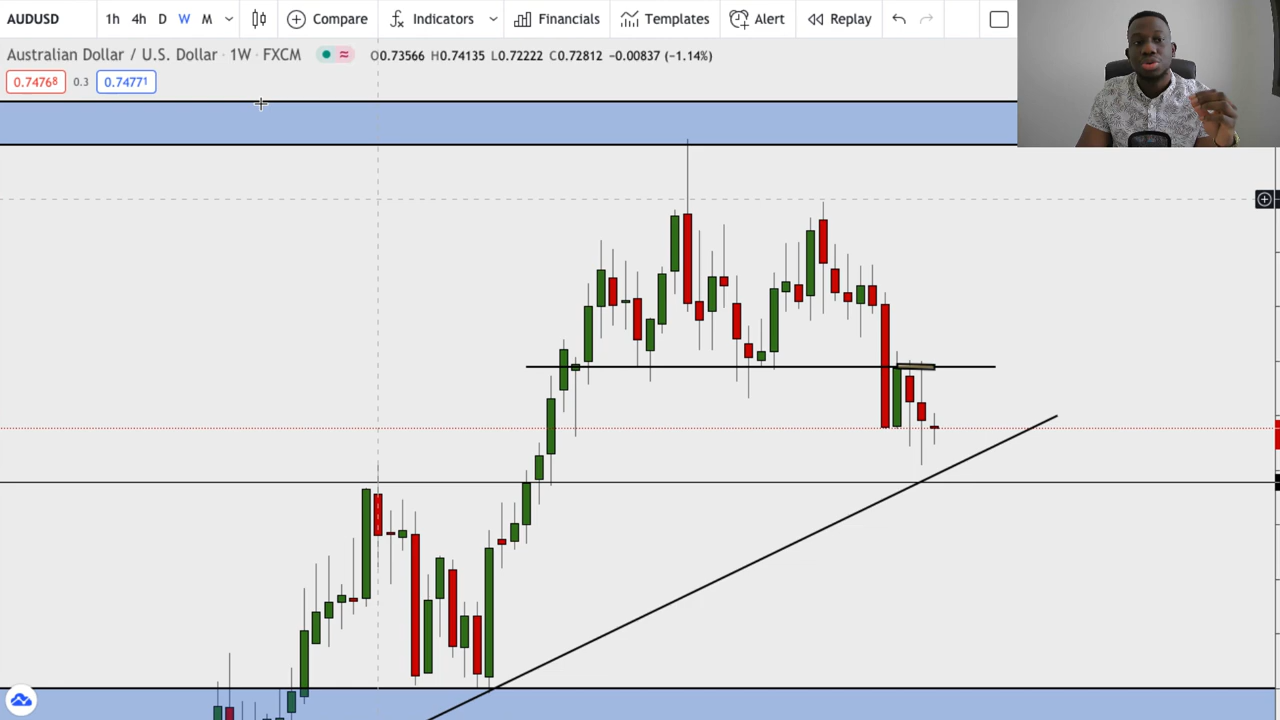 AUDUSD 1h 4h D W M Compare Indicators Financials Templates Alert Replay
Australian Dollar / U.S. Dollar · 1W · FXCM O0.73566 H0.74135 L0.72222 C0.72812 −0.00837 (−1.14%)
0.74768 0.3 0.74771